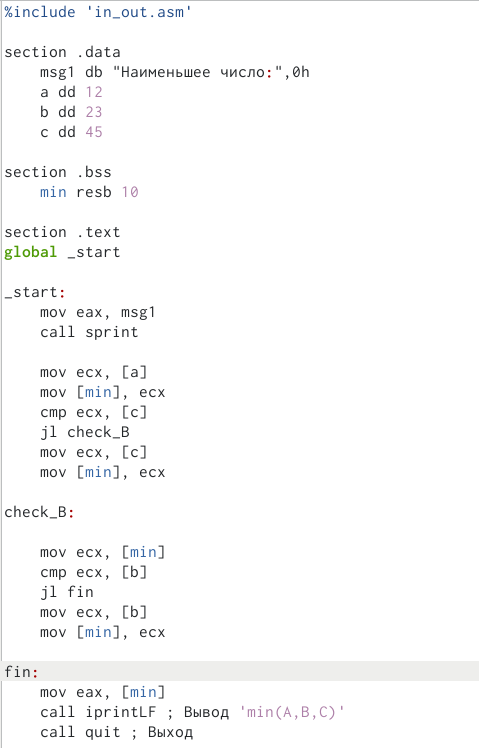 %include 'in_out.asm'
section .data
msg1 db "Наименьшее число:",0h
a dd 12
b dd 23
c dd 45
section .bss
min resb 10
section .text
global _start
_start:
mov eax, msg1
call sprint
mov ecx, [a]
mov [min], ecx
cmp ecx, [c]
jl check_B
mov ecx, [c]
mov [min], ecx
check_B:
mov ecx, [min]
cmp ecx, [b]
jl fin
mov ecx, [b]
mov [min], ecx
fin:
mov eax, [min]
call iprintLF ; Вывод 'min(A,B,C)'
call quit ; Выход